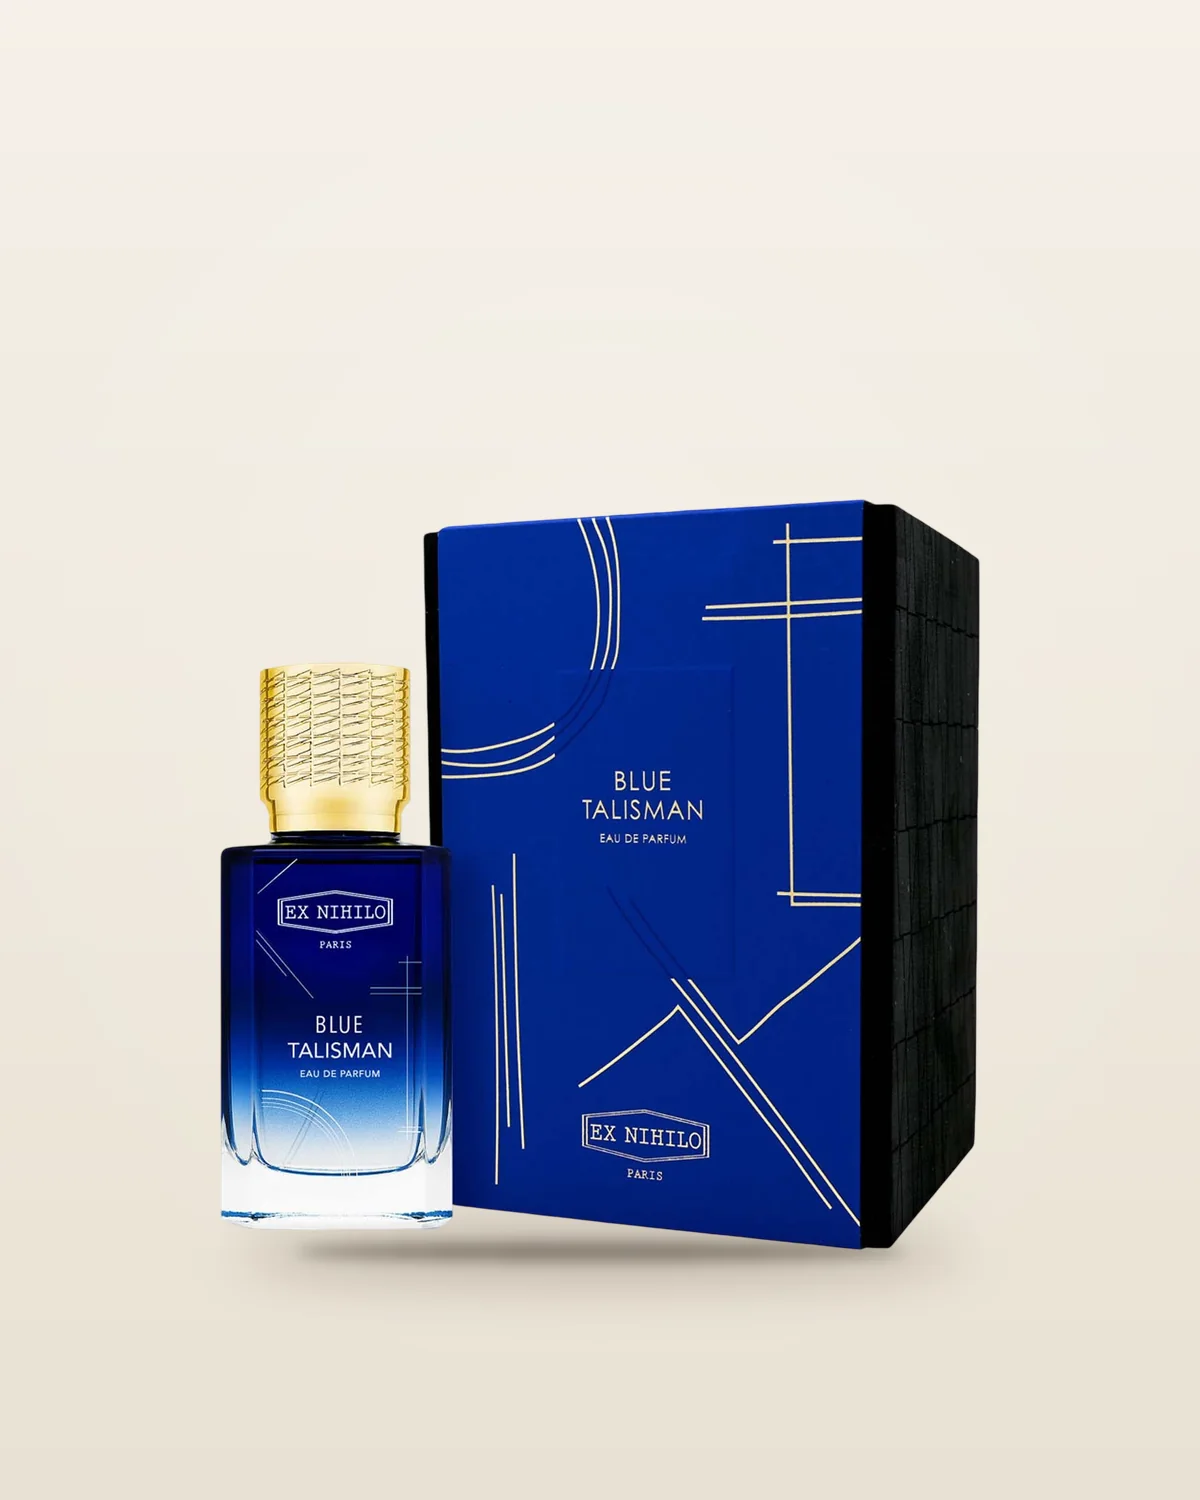 EX NIHILO
PARIS
BLUE
TALISMAN
EAU DE PARFUM
BLUE
TALISMAN
EAU DE PARFUM
EX NIHILO
PARIS